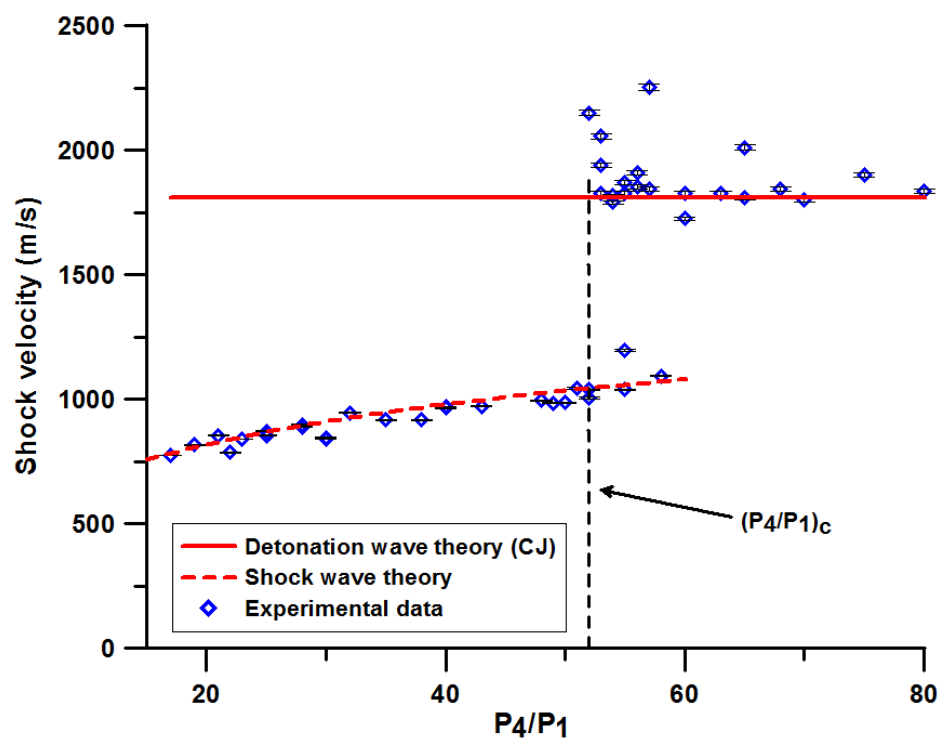 2500
2000
1500
1000
500
0
Shock velocity (m/s)
(P4/P1)C
Detonation wave theory (CJ)
Shock wave theory
Experimental data
20 40 60 80
P4/P1